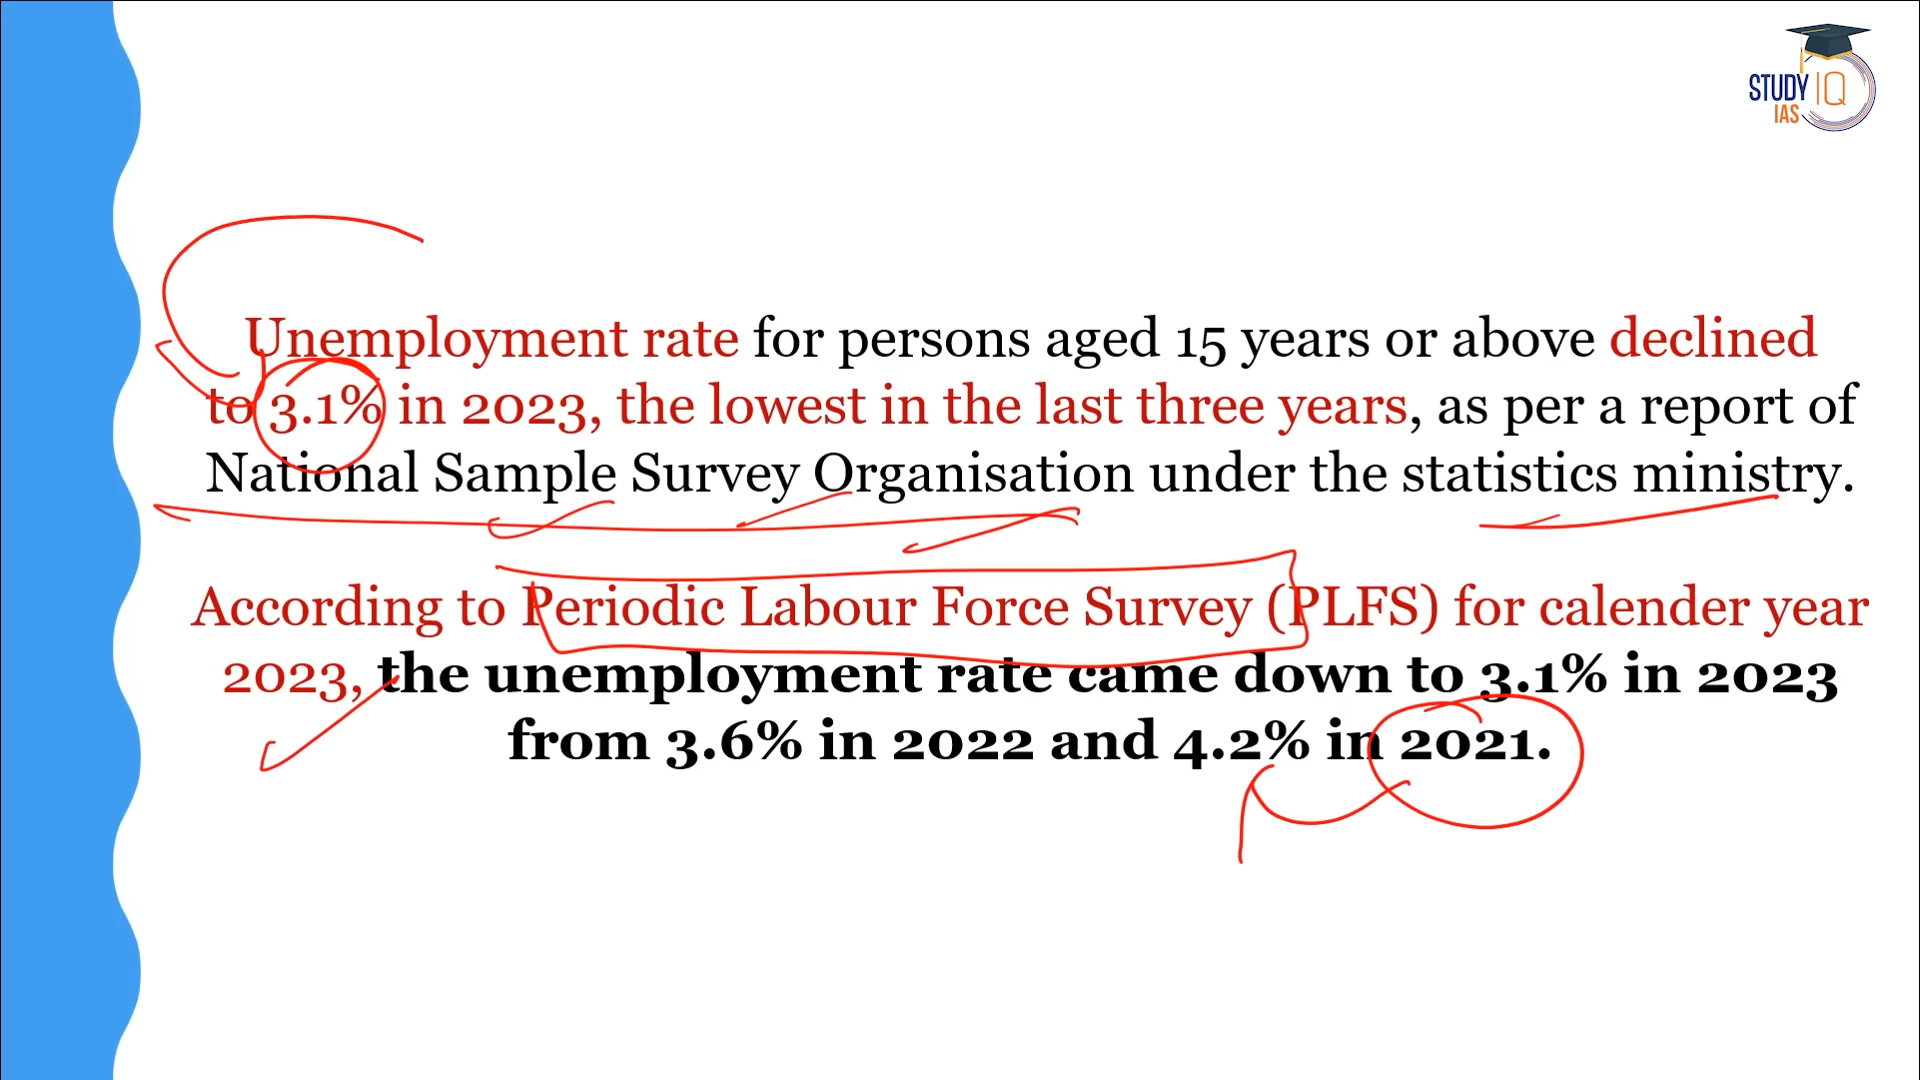 STUDY IQ
IAS
Unemployment rate for persons aged 15 years or above declined
to 3.1% in 2023, the lowest in the last three years, as per a report of
National Sample Survey Organisation under the statistics ministry.
According to Periodic Labour Force Survey (PLFS) for calender year
2023, the unemployment rate came down to 3.1% in 2023
from 3.6% in 2022 and 4.2% in 2021.